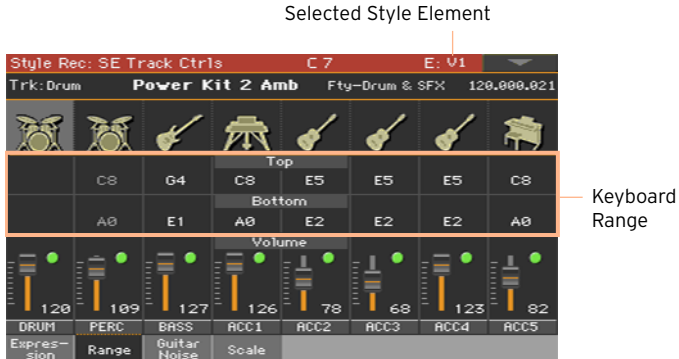 Selected Style Element
Style Rec: SE Track Ctrls C 7 E: V1
Trk:Drum Power Kit 2 Amb Fty-Drum & SFX 120.000.021
Top
C8 G4 C8 E5 E5 E5 C8
Bottom
A0 E1 A0 E2 E2 E2 A0
Keyboard
Range
Volume
120 109 127 126 78 68 123 82
DRUM PERC BASS ACC1 ACC2 ACC3 ACC4 ACC5
Expres-
sion
Range
Guitar
Noise
Scale